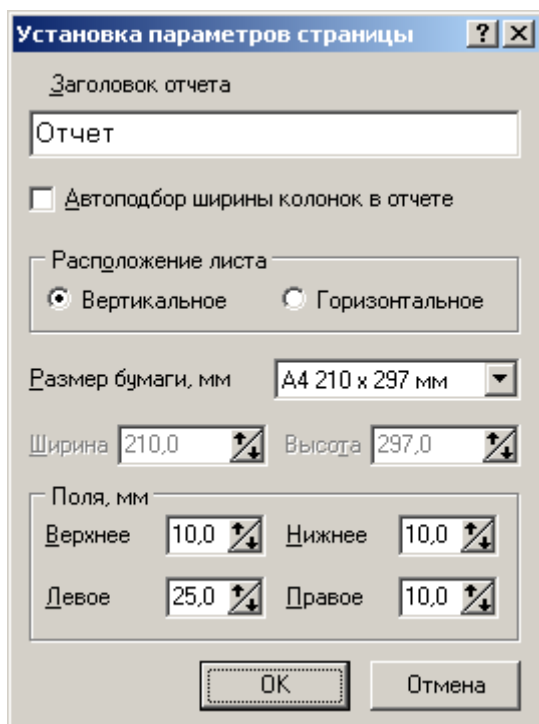 Установка параметров страницы
Заголовок отчета
Отчет
Автоподбор ширины колонок в отчете
Расположение листа
Вертикальное Горизонтальное
Размер бумаги, мм A4 210 x 297 мм
Ширина 210,0 Высота 297,0
Поля, мм
Верхнее 10,0 Нижнее 10,0
Левое 25,0 Правое 10,0
OK Отмена